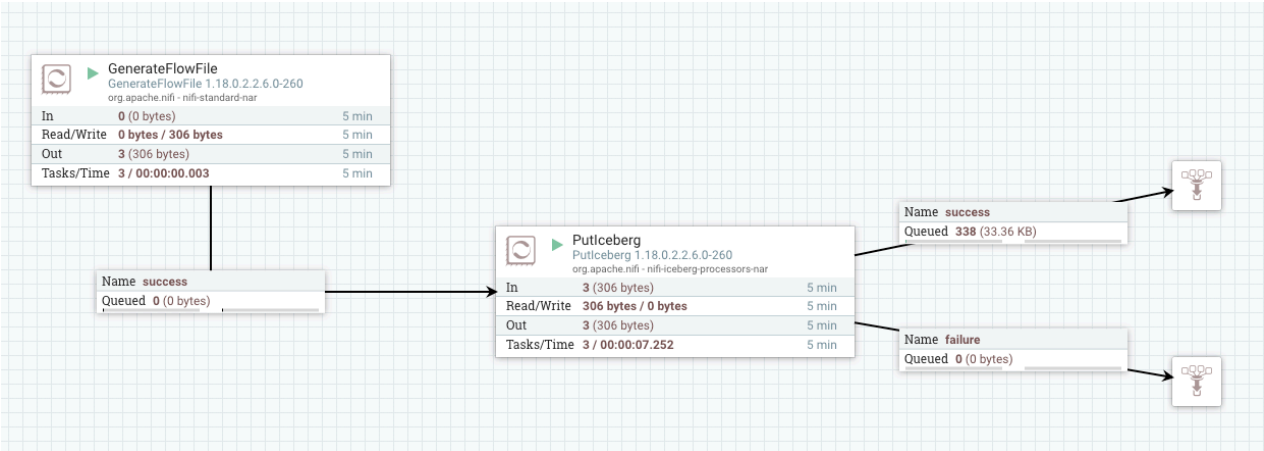 GenerateFlowFile
GenerateFlowFile 1.18.0.2.2.6.0-260
org.apache.nifi - nifi-standard-nar
In 0 (0 bytes) 5 min
Read/Write 0 bytes / 306 bytes 5 min
Out 3 (306 bytes) 5 min
Tasks/Time 3 / 00:00:00.003 5 min
Name success
Queued 0 (0 bytes)
PutIceberg
PutIceberg 1.18.0.2.2.6.0-260
org.apache.nifi - nifi-iceberg-processors-nar
In 3 (306 bytes) 5 min
Read/Write 306 bytes / 0 bytes 5 min
Out 3 (306 bytes) 5 min
Tasks/Time 3 / 00:00:07.252 5 min
Name success
Queued 338 (33.36 KB)
Name failure
Queued 0 (0 bytes)